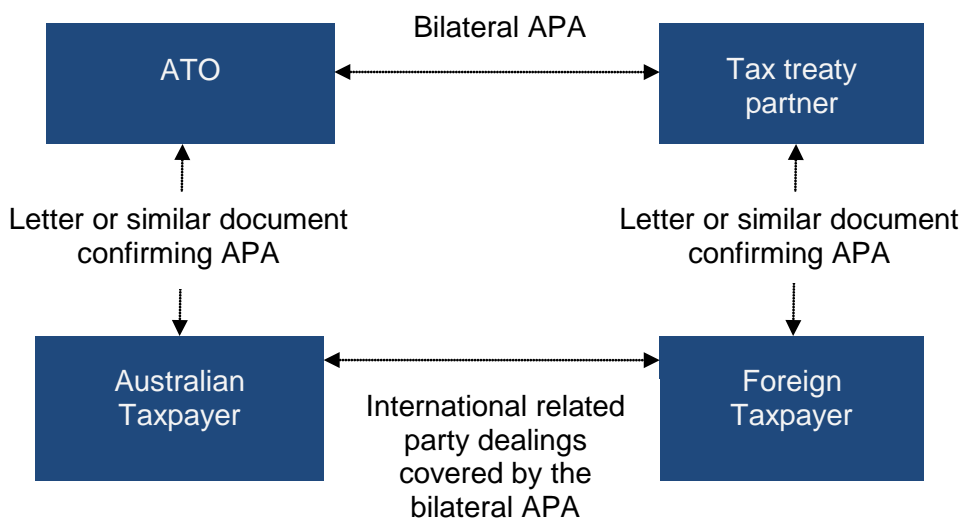 Bilateral APA
ATO
Tax treaty
partner
Letter or similar document
confirming APA
Letter or similar document
confirming APA
Australian
Taxpayer
International related
party dealings
covered by the
bilateral APA
Foreign
Taxpayer